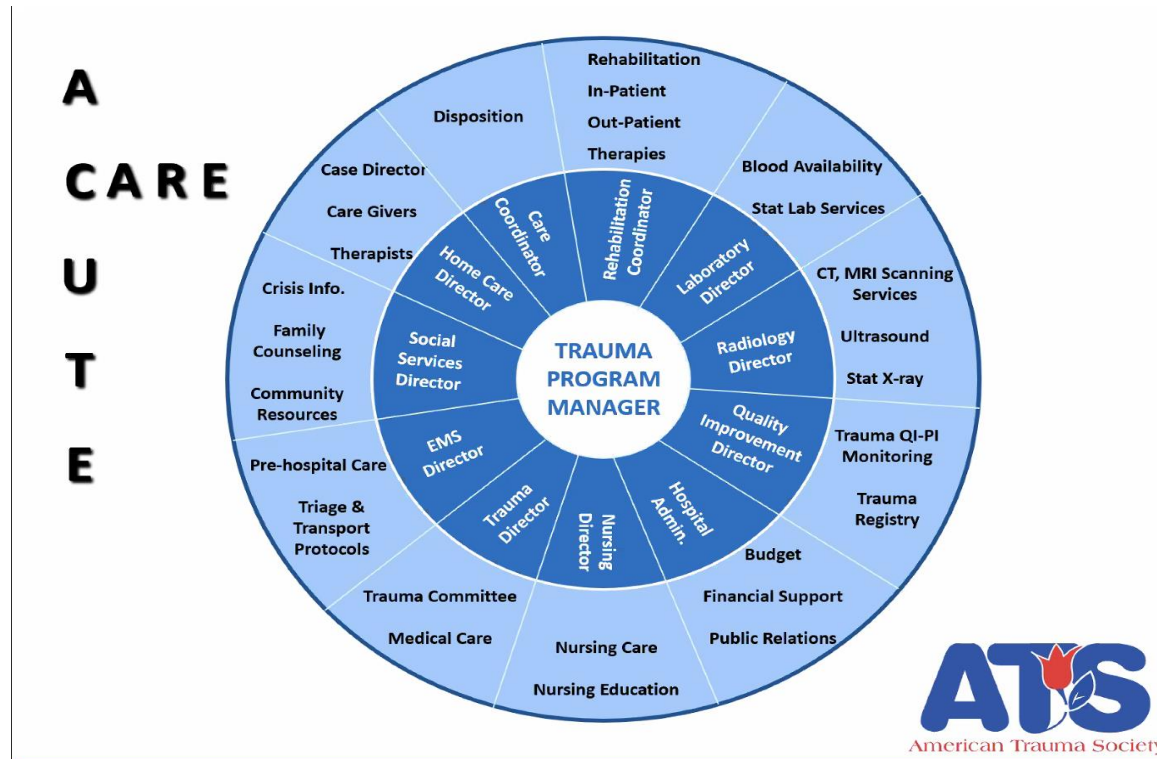 A
CARE
U
T
E
Rehabilitation
In-Patient
Out-Patient
Therapies
Blood Availability
Stat Lab Services
CT, MRI Scanning
Services
Ultrasound
Stat X-ray
Trauma QI-PI
Monitoring
Trauma
Registry
Budget
Financial Support
Public Relations
Nursing Care
Nursing Education
Trauma Committee
Medical Care
Pre-hospital Care
Triage &
Transport
Protocols
Crisis Info.
Family
Counseling
Community
Resources
Case Director
Care Givers
Therapists
Disposition
Rehabilitation
Coordinator
Laboratory
Director
Radiology
Director
Quality
Improvement
Director
Hospital
Admin.
Nursing
Director
Trauma
Director
EMS
Director
Social
Services
Director
Home Care
Director
Care
Coordinator
TRAUMA
PROGRAM
MANAGER
ATS
American Trauma Society